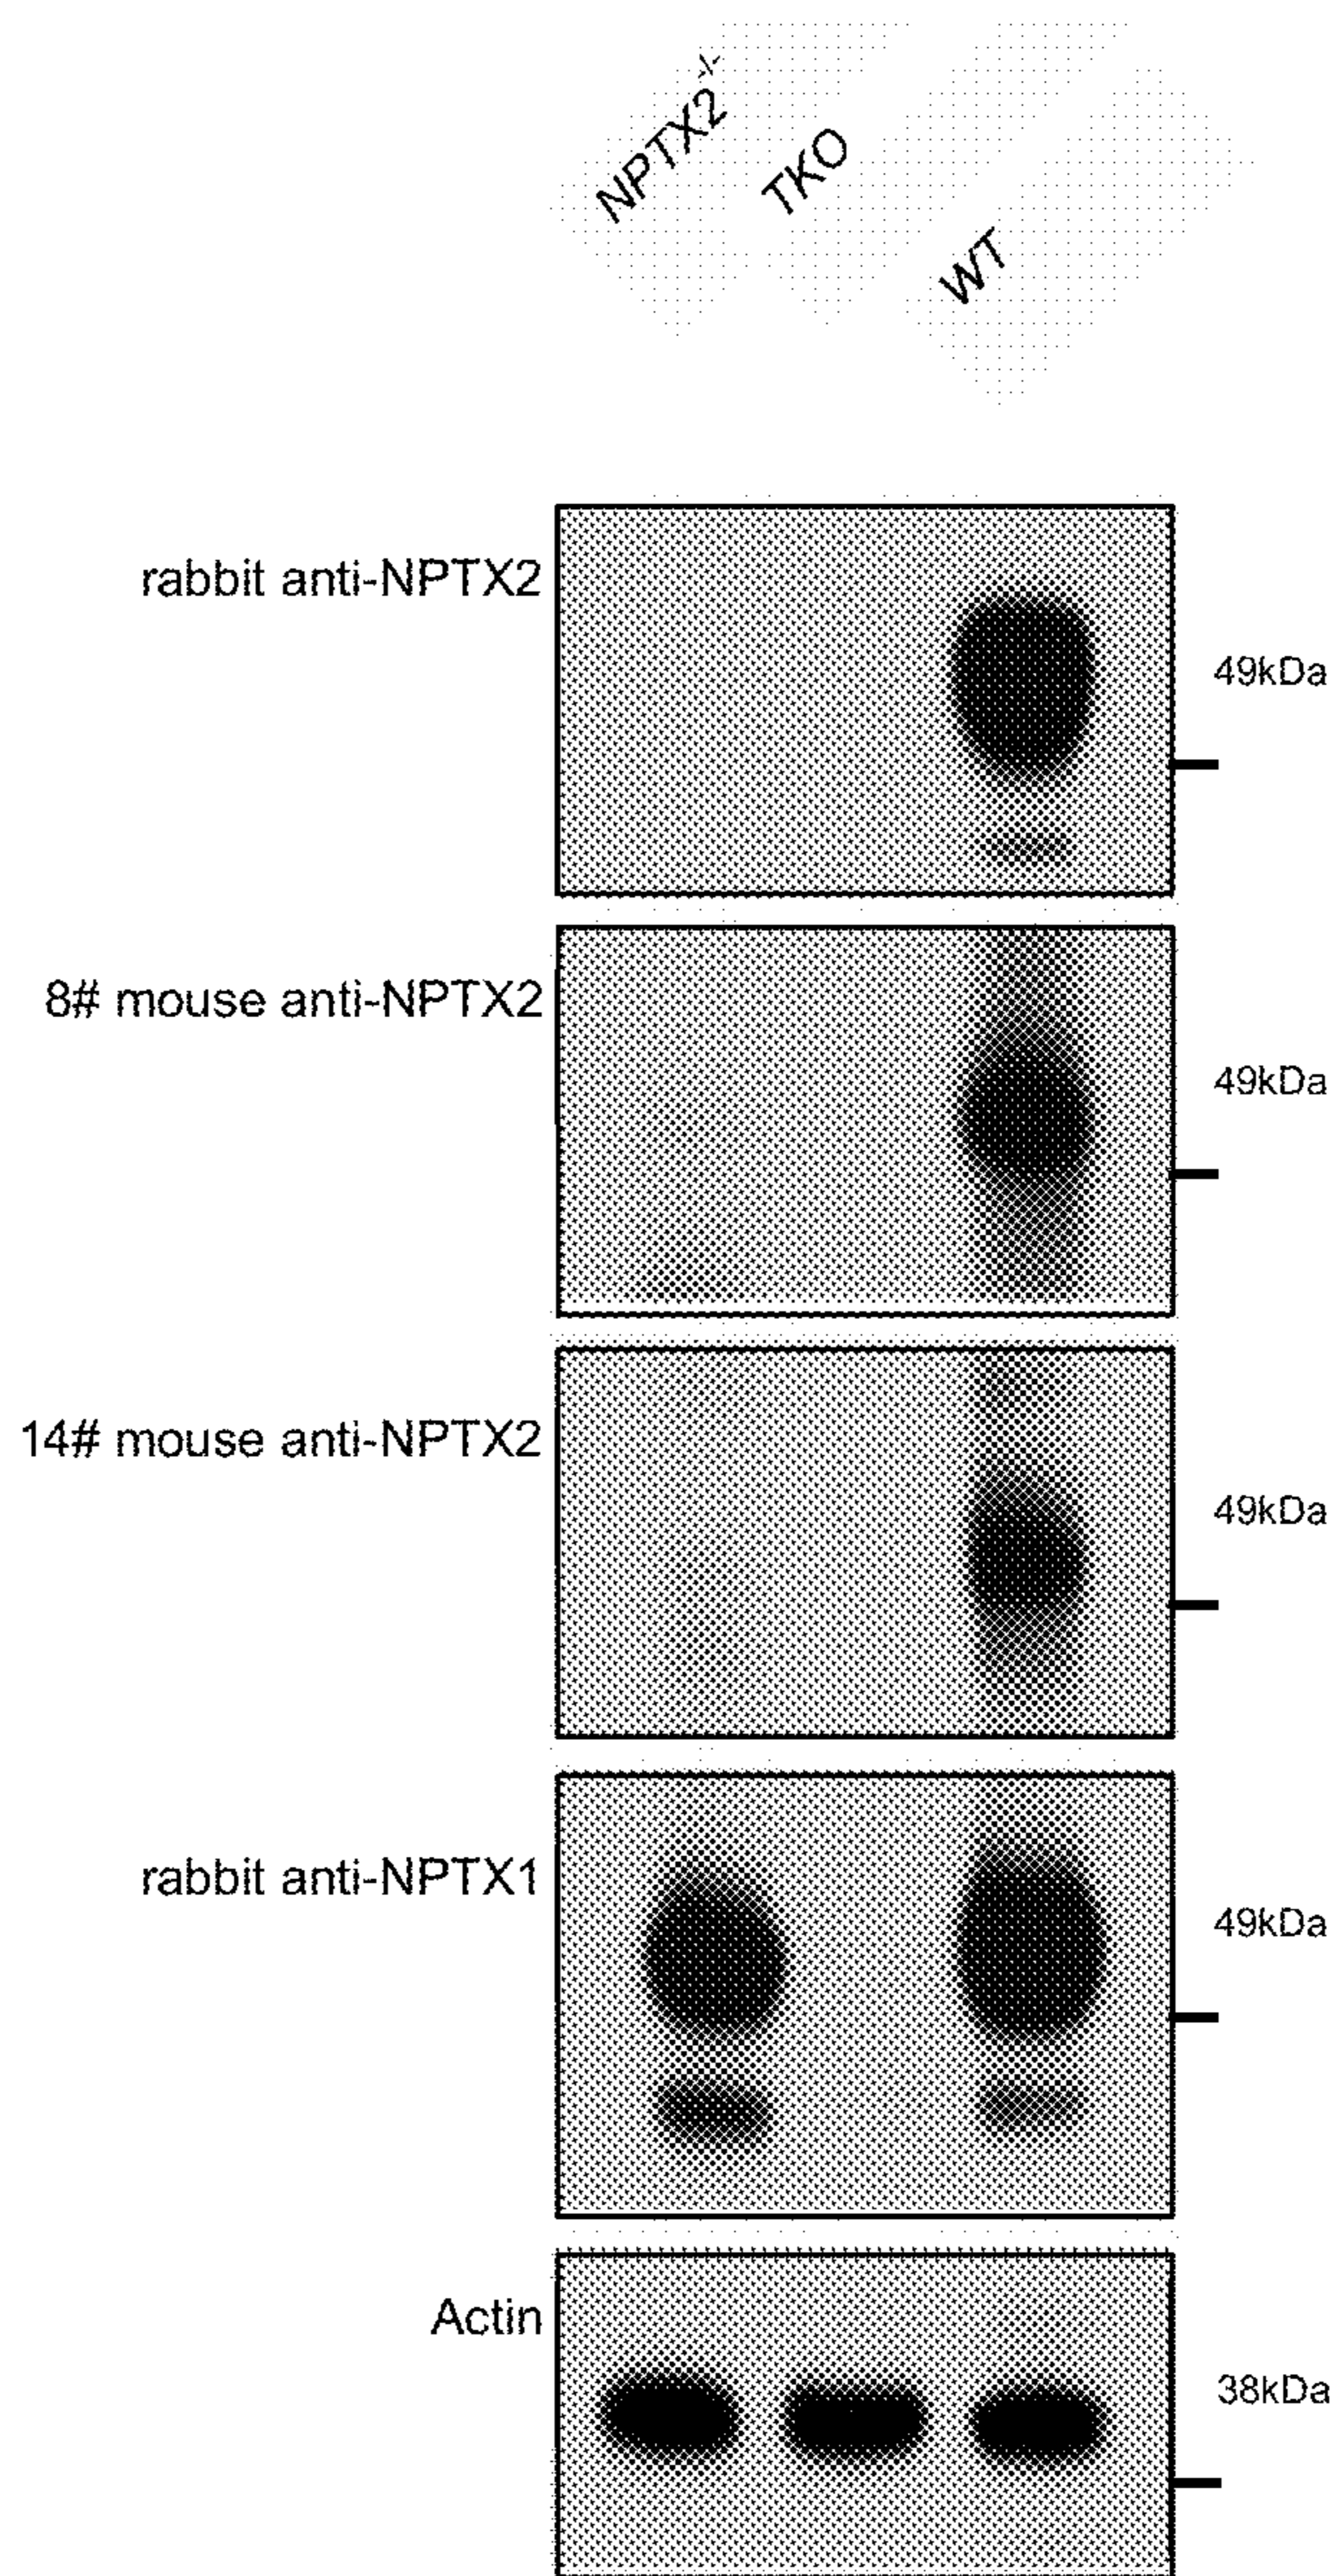 NPTX2-/-
TKO
WT
rabbit anti-NPTX2
49kDa
8# mouse anti-NPTX2
49kDa
14# mouse anti-NPTX2
49kDa
rabbit anti-NPTX1
49kDa
Actin
38kDa